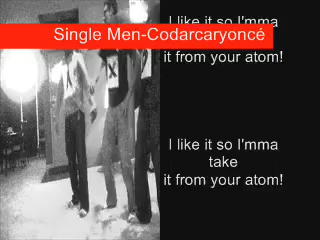 I like it so I'mma
Single Men-Codarcaryoncé
it from your atom!
I like it so I'mma
take
it from your atom!